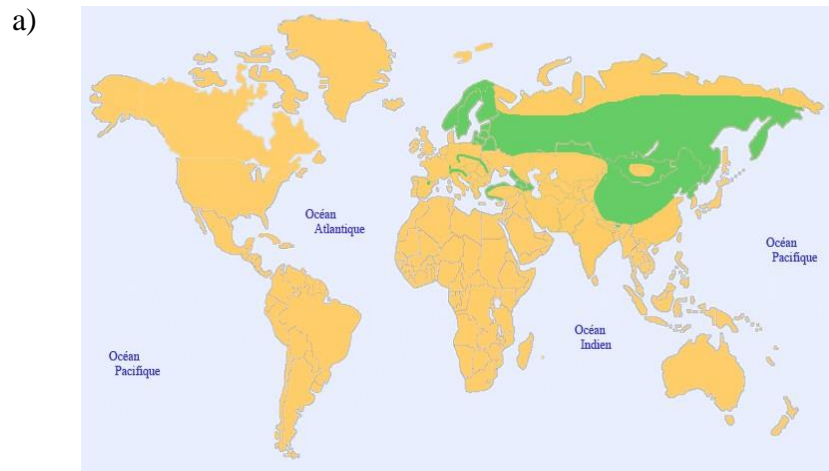 a)
Océan
Atlantique
Océan
Pacifique
Océan
Indien
Océan
Pacifique